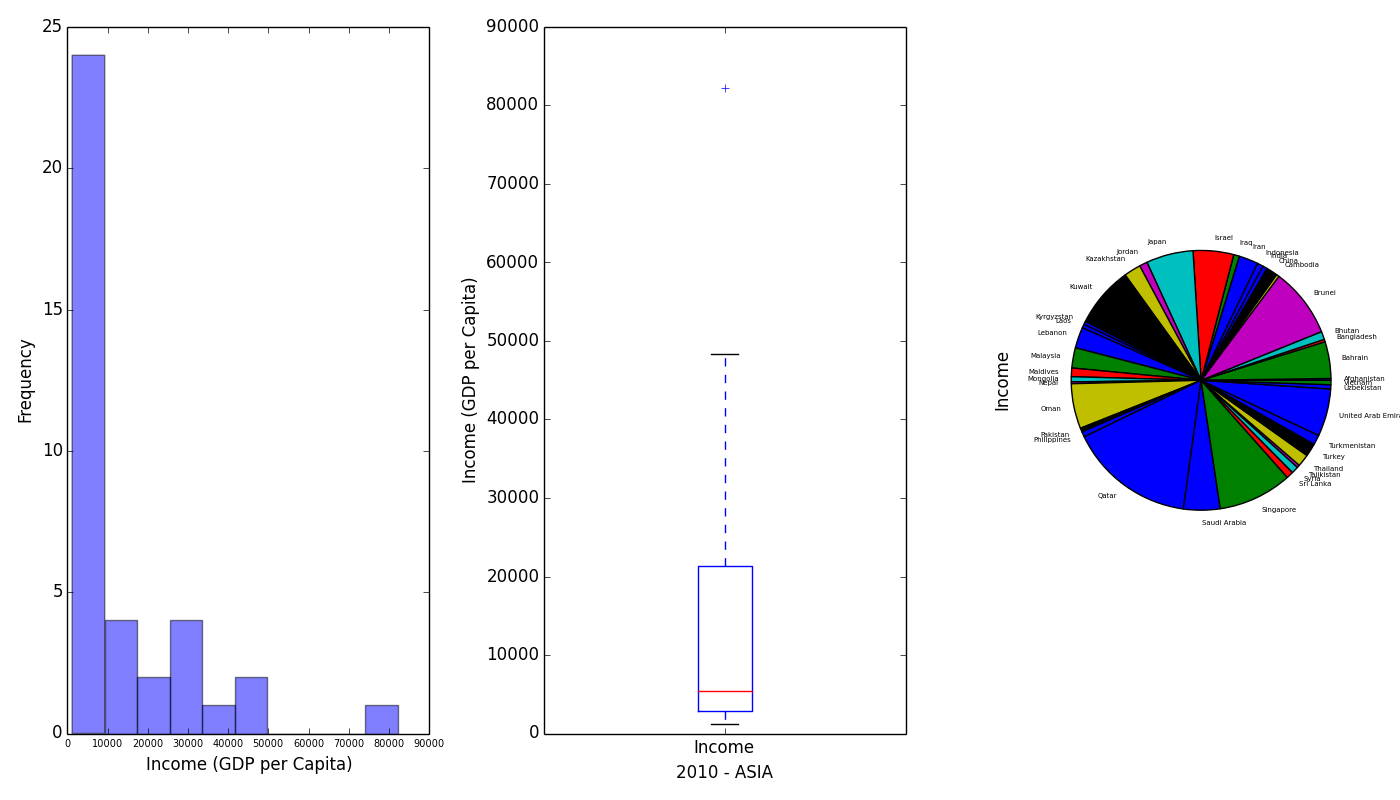 25
20
15
10
5
0
Frequency
0 10000 20000 30000 40000 50000 60000 70000 80000 90000
Income (GDP per Capita)
90000
80000
70000
60000
50000
40000
30000
20000
10000
0
Income (GDP per Capita)
Income
2010 - ASIA
Income
Afghanistan
Bahrain
Bangladesh
Bhutan
Brunei
Cambodia
China
India
Indonesia
Iran
Iraq
Israel
Japan
Jordan
Kazakhstan
Kuwait
Kyrgyzstan
Laos
Lebanon
Malaysia
Maldives
Mongolia
Nepal
Oman
Pakistan
Philippines
Qatar
Saudi Arabia
Singapore
Sri Lanka
Syria
Tajikistan
Thailand
Turkey
Turkmenistan
United Arab Emira
Uzbekistan
Vietnam